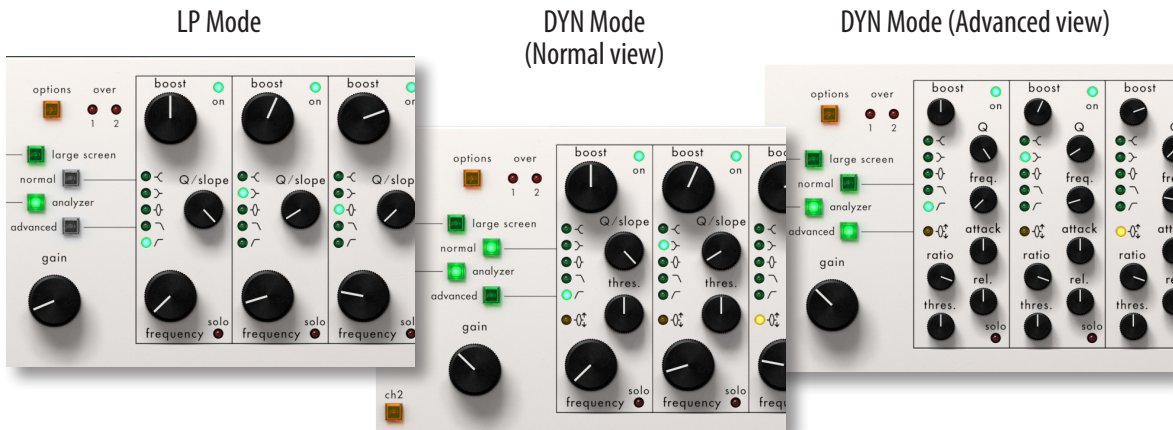 LP Mode
DYN Mode
(Normal view)
DYN Mode (Advanced view)
options over
1 2
large screen
normal
analyzer
advanced
gain
boost on
Q/slope
frequency solo
boost on
Q/slope
frequency solo
boost
Q/slope
frequency
options over
1 2
large screen
normal
analyzer
advanced
gain
ch2
boost on
Q/slope
thres.
frequency solo
boost on
Q/slope
thres.
frequency solo
options over
1 2
large screen
normal
analyzer
advanced
gain
boost on
Q
freq.
attack
ratio
rel.
thres.
solo
boost on
Q
freq.
attack
ratio
rel.
thres.
solo
boost
Q
freq.
ratio
thres.